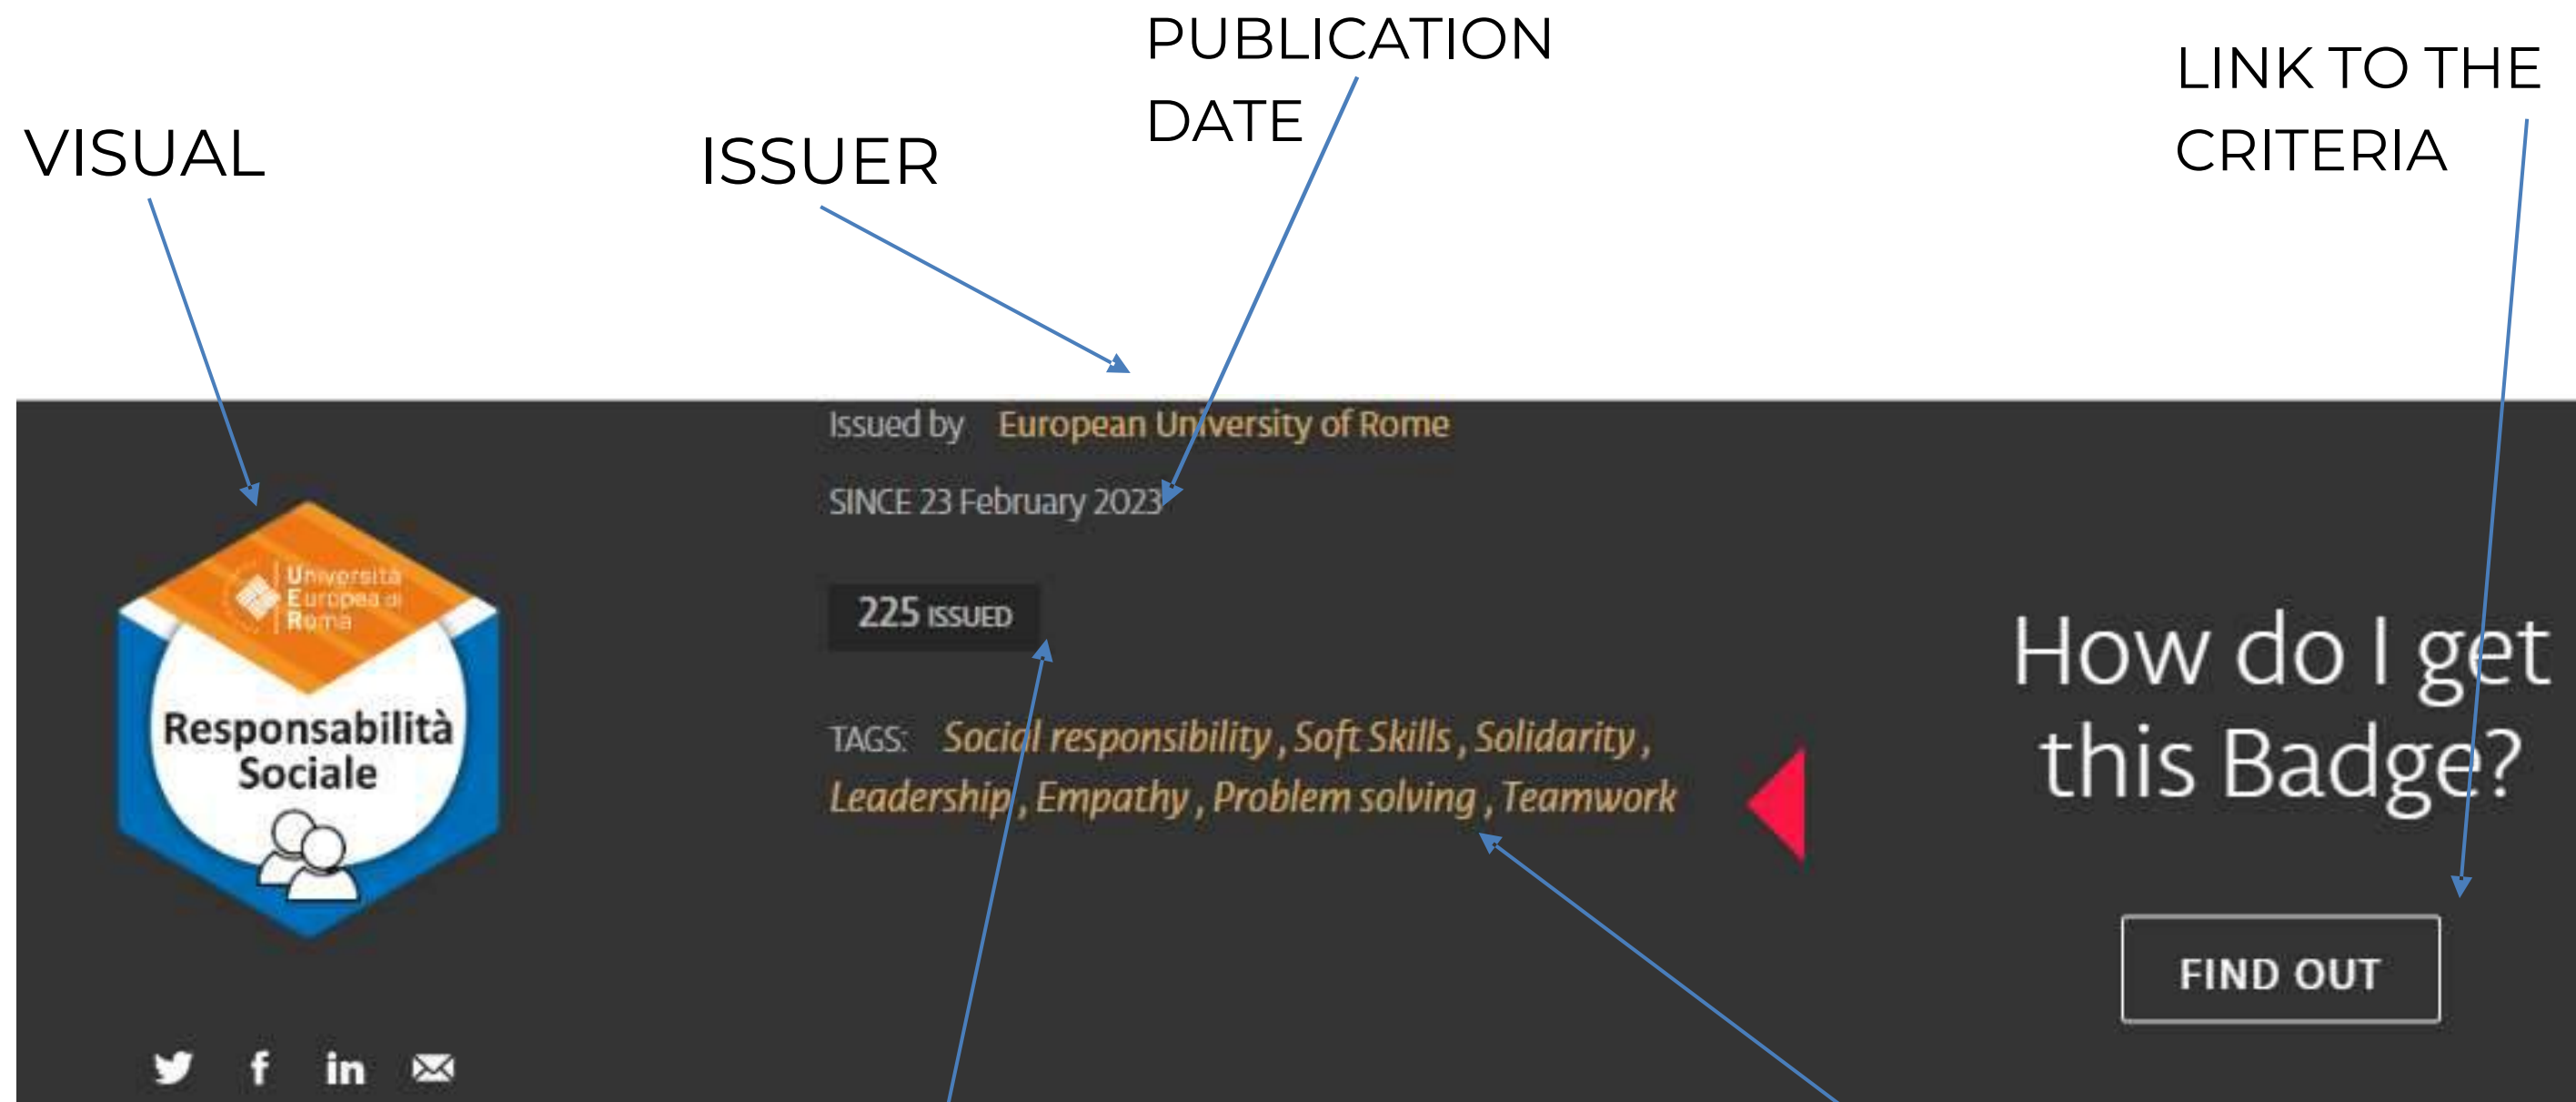 PUBLICATION
DATE
LINK TO THE
CRITERIA
VISUAL
ISSUER
Issued by European University of Rome
SINCE 23 February 2023
225 ISSUED
TAGS: Social responsibility , Soft Skills , Solidarity ,
Leadership , Empathy , Problem solving , Teamwork
Università
Europea di
Roma
Responsabilità
Sociale
How do I get
this Badge?
FIND OUT
f
in